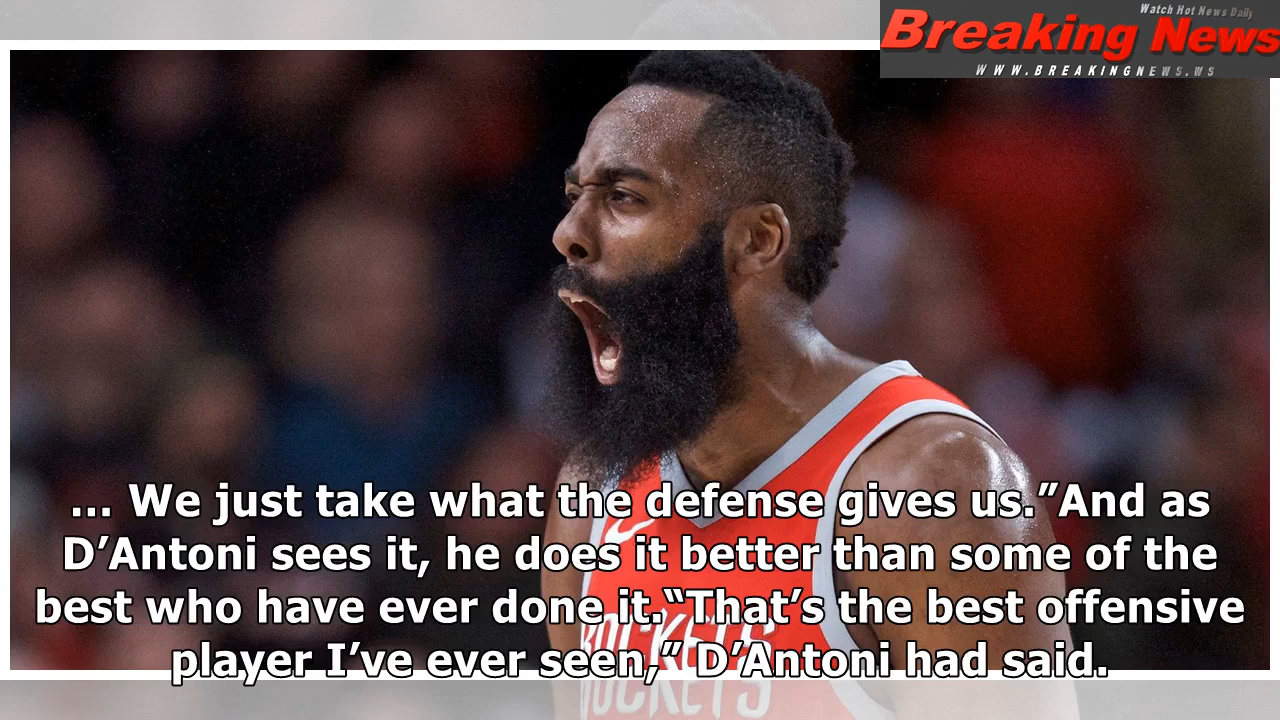 Watch Hot News Daily
Breaking News
WWW.BREAKINGNEWS.WS
... We just take what the defense gives us.”And as
D’Antoni sees it, he does it better than some of the
best who have ever done it.“That’s the best offensive
player I’ve ever seen,” D’Antoni had said.
ROCKETS